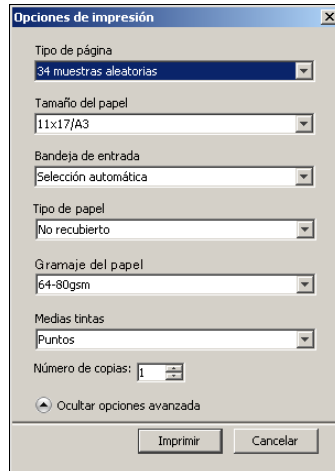 Opciones de impresión
Tipo de página
34 muestras aleatorias
Tamaño del papel
11x17/A3
Bandeja de entrada
Selección automática
Tipo de papel
No recubierto
Gramaje del papel
64-80gsm
Medias tintas
Puntos
Número de copias: 1
Ocultar opciones avanzada
Imprimir Cancelar